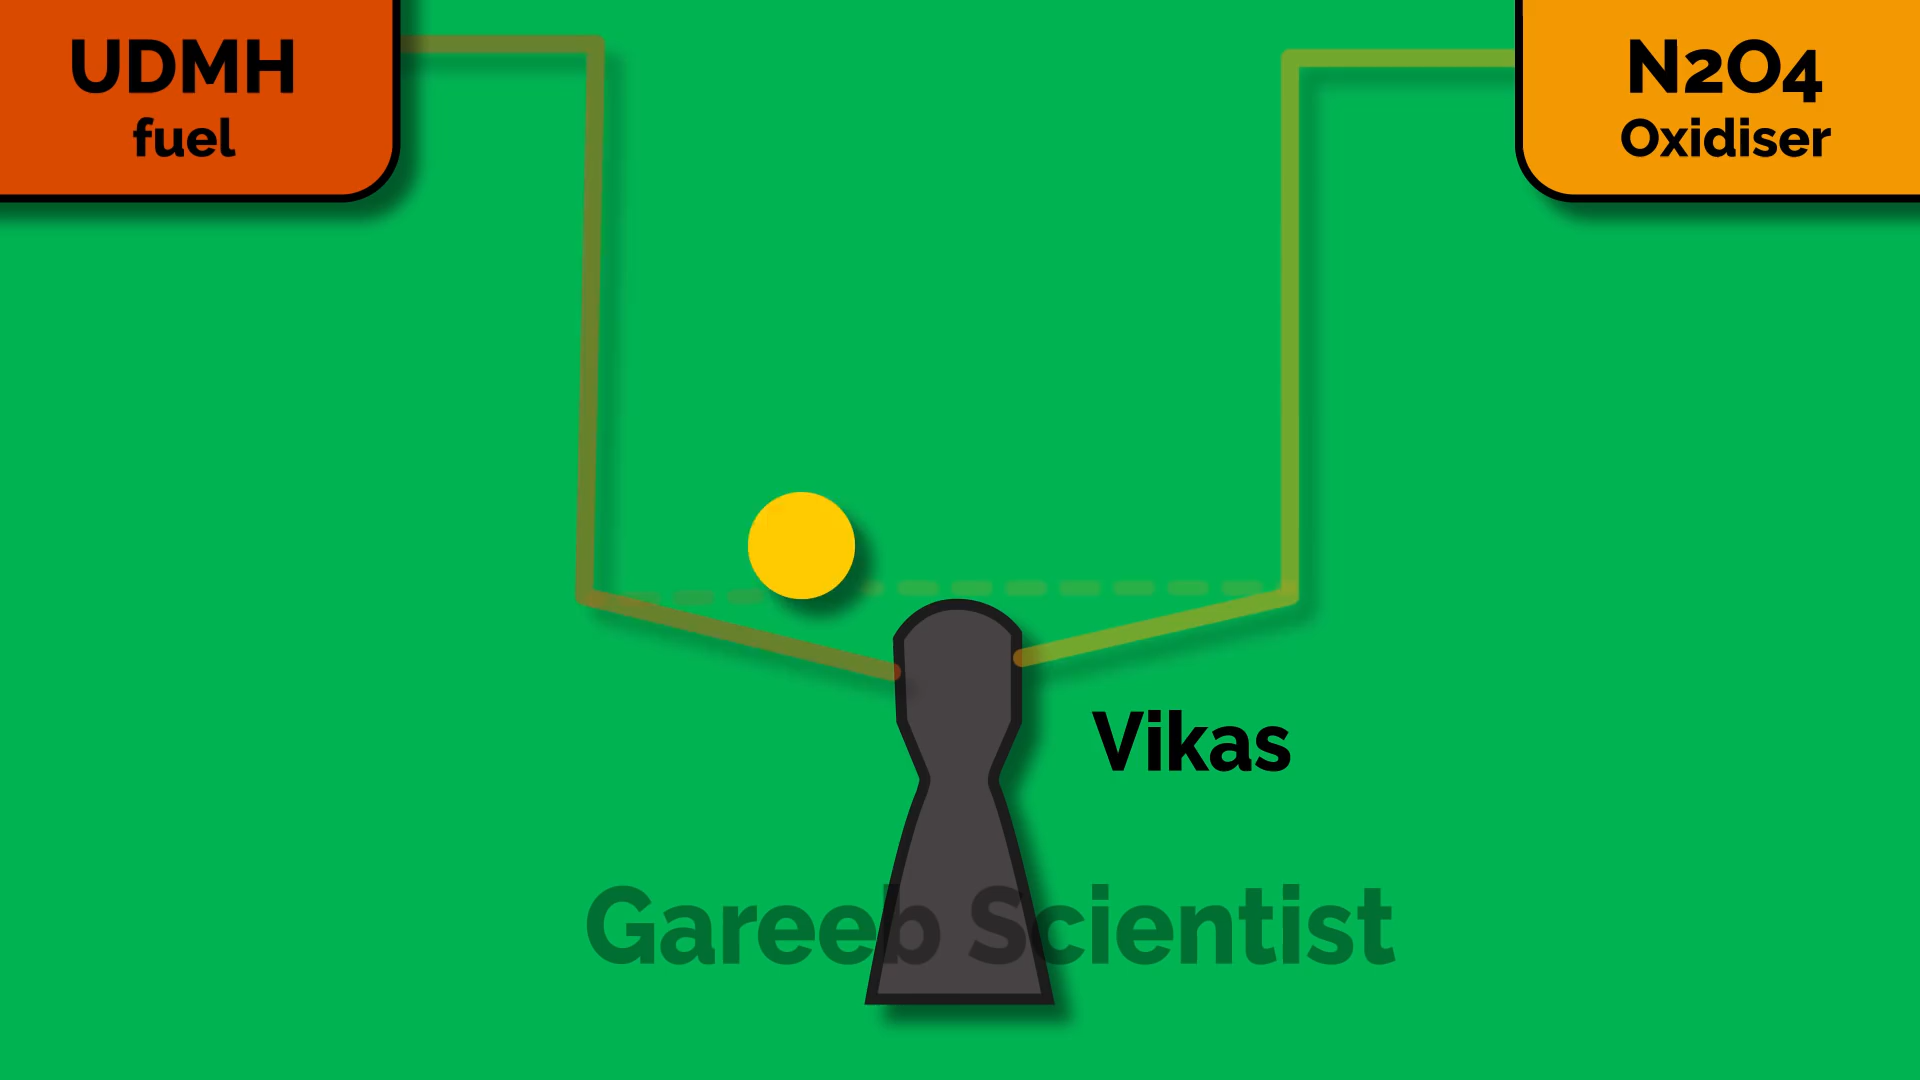 UDMH
fuel
N2O4
Oxidiser
Vikas
Gareeb Scientist